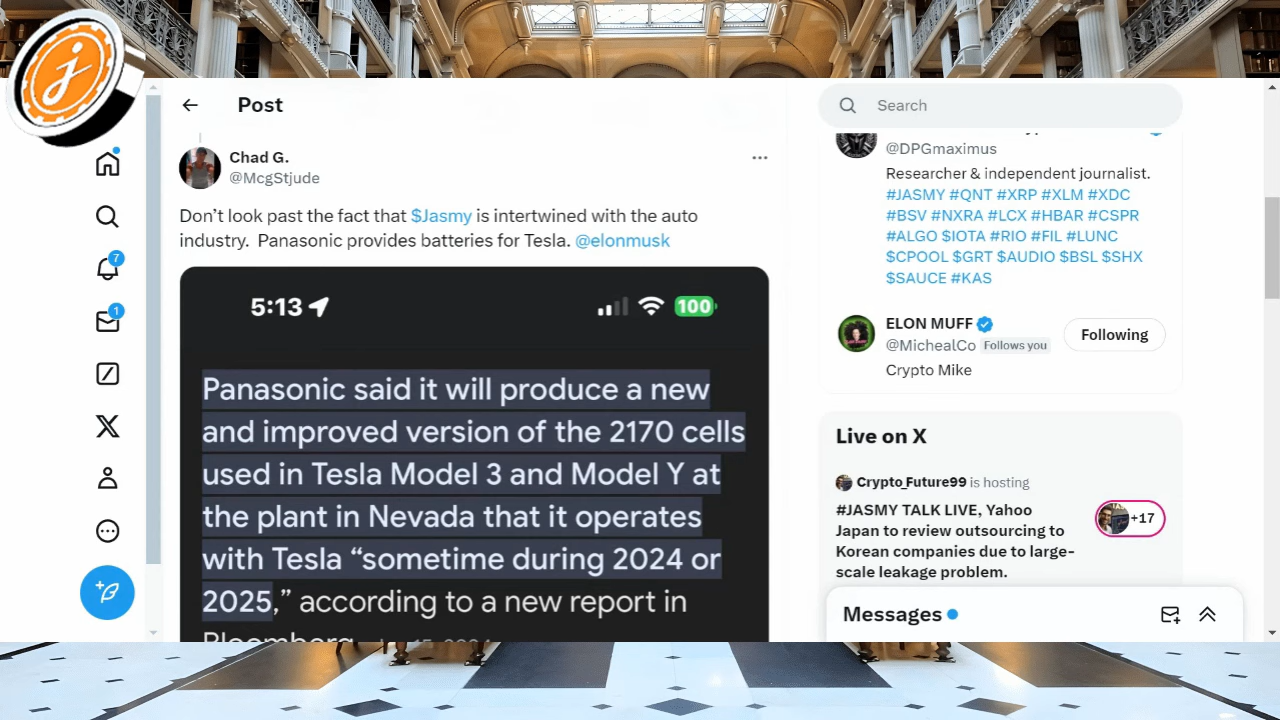 j
Post
Chad G.
@McgStjude
Don’t look past the fact that $Jasmy is intertwined with the auto
industry.  Panasonic provides batteries for Tesla. @elonmusk
5:13
100
Panasonic said it will produce a new
and improved version of the 2170 cells
used in Tesla Model 3 and Model Y at
the plant in Nevada that it operates
with Tesla “sometime during 2024 or
2025,” according to a new report in
Bloomberg
7
1
Search
@DPGmaximus
Researcher & independent journalist.
#JASMY #QNT #XRP #XLM #XDC
#BSV #NXRA #LCX #HBAR #CSPR
#ALGO $IOTA #RIO #FIL #LUNC
$CPOOL $GRT $AUDIO $BSL $SHX
$SAUCE #KAS
ELON MUFF
@MichealCo Follows you
Following
Crypto Mike
Live on X
Crypto_Future99 is hosting
#JASMY TALK LIVE, Yahoo
Japan to review outsourcing to
Korean companies due to large-
scale leakage problem.
+17
Messages